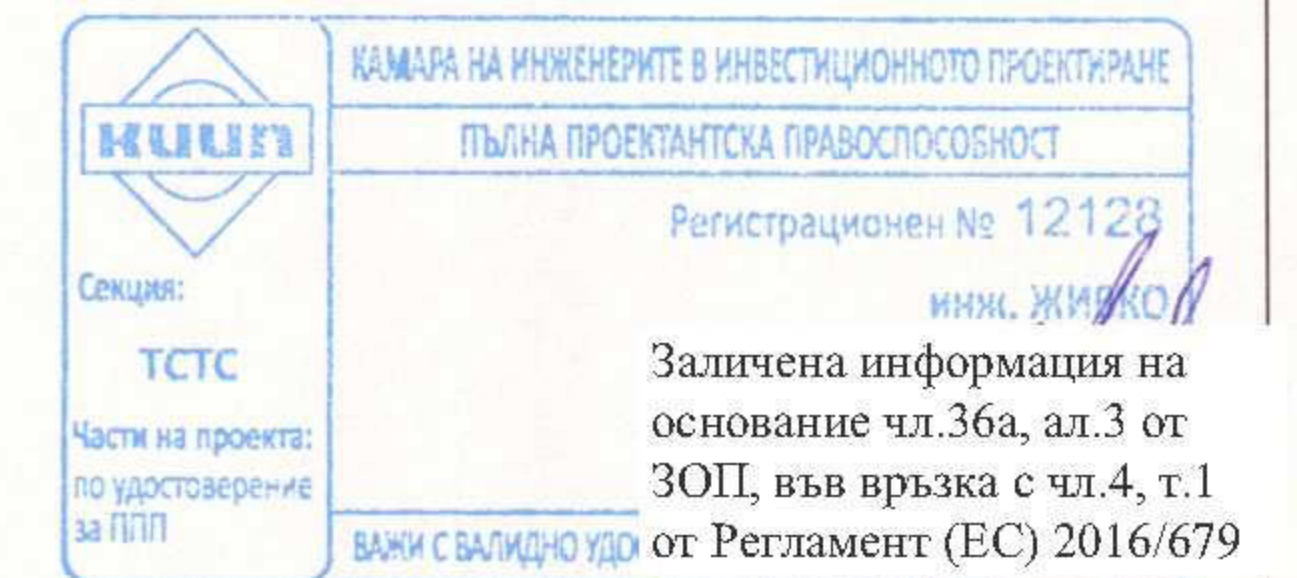 КАМАРА НА ИНЖЕНЕРИТЕ В ИНВЕСТИЦИОННОТО ПРОЕКТИРАНЕ
КИИП
ПЪЛНА ПРОЕКТАНТСКА ПРАВОСПОСОБНОСТ
Регистрационен № 12128
Секция:
инж. ЖИВКО
ТСТС
Части на проекта:
по удостоверение
за ППП
ВАЖИ С ВАЛИДНО УДО
Заличена информация на
основание чл.36а, ал.3 от
ЗОП, във връзка с чл.4, т.1
от Регламент (ЕС) 2016/679